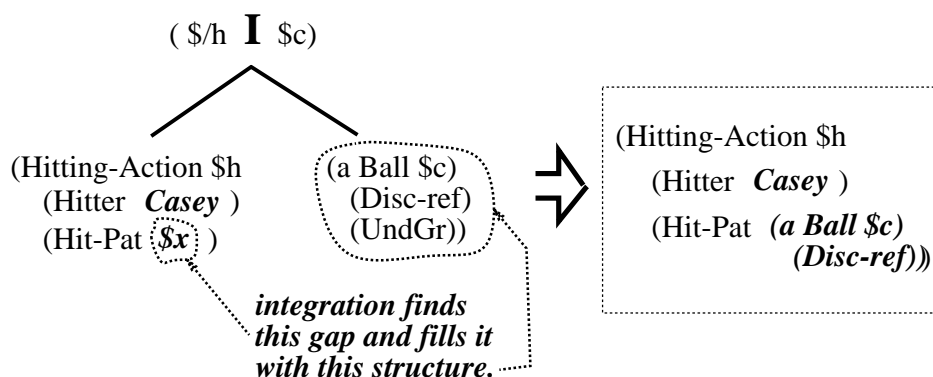 ( $/h I $c)
(Hitting-Action $h
(Hitter Casey )
(Hit-Pat $x )
(a Ball $c)
(Disc-ref)
(UndGr))
integration finds
this gap and fills it
with this structure.
(Hitting-Action $h
(Hitter Casey )
(Hit-Pat (a Ball $c)
(Disc-ref)))